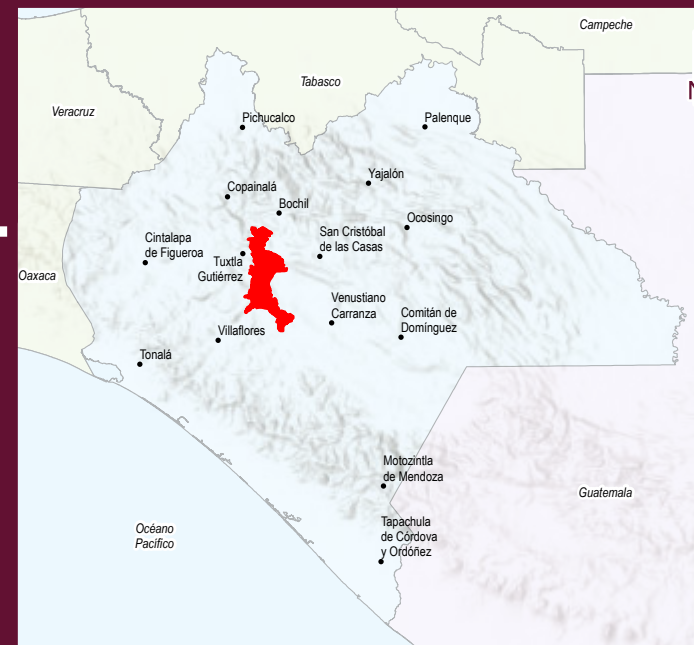 Campeche
Tabasco
N
Veracruz
Pichucalco
Palenque
Yajalón
Copainalá
Bochil
Ocosingo
San Cristóbal
de las Casas
Cintalapa
de Figueroa
Tuxtla
Gutiérrez
Oaxaca
Venustiano
Carranza
Comitán de
Domínguez
Villaflores
Tonalá
Motozintla
de Mendoza
Guatemala
Océano
Pacífico
Tapachula
de Córdova
y Ordóñez